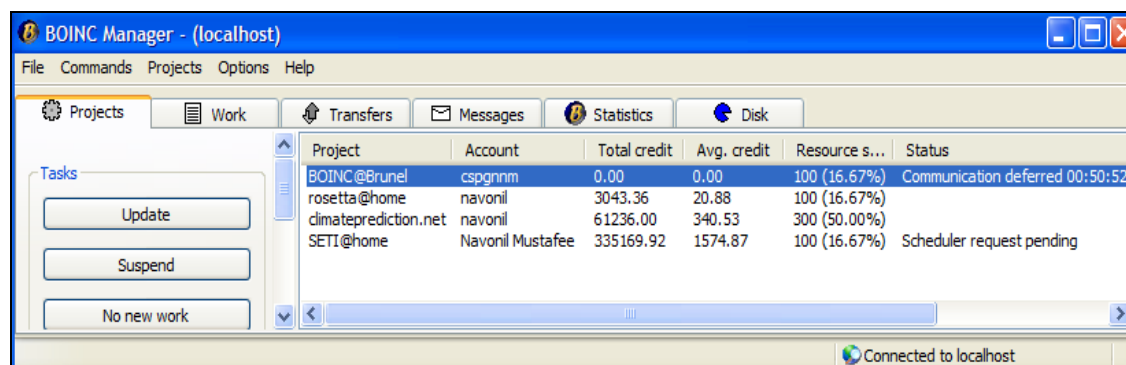 BOINC Manager - (localhost)
File Commands Projects Options Help
Projects Work Transfers Messages Statistics Disk
Tasks
Update
Suspend
No new work
Project Account Total credit Avg. credit Resource s... Status
BOINC@Brunel cspgnnm 0.00 0.00 100 (16.67%) Communication deferred 00:50:52
rosetta@home navonil 3043.36 20.88 100 (16.67%)
climateprediction.net navonil 61236.00 340.53 300 (50.00%)
SETI@home Navonil Mustafee 335169.92 1574.87 100 (16.67%) Scheduler request pending
Connected to localhost